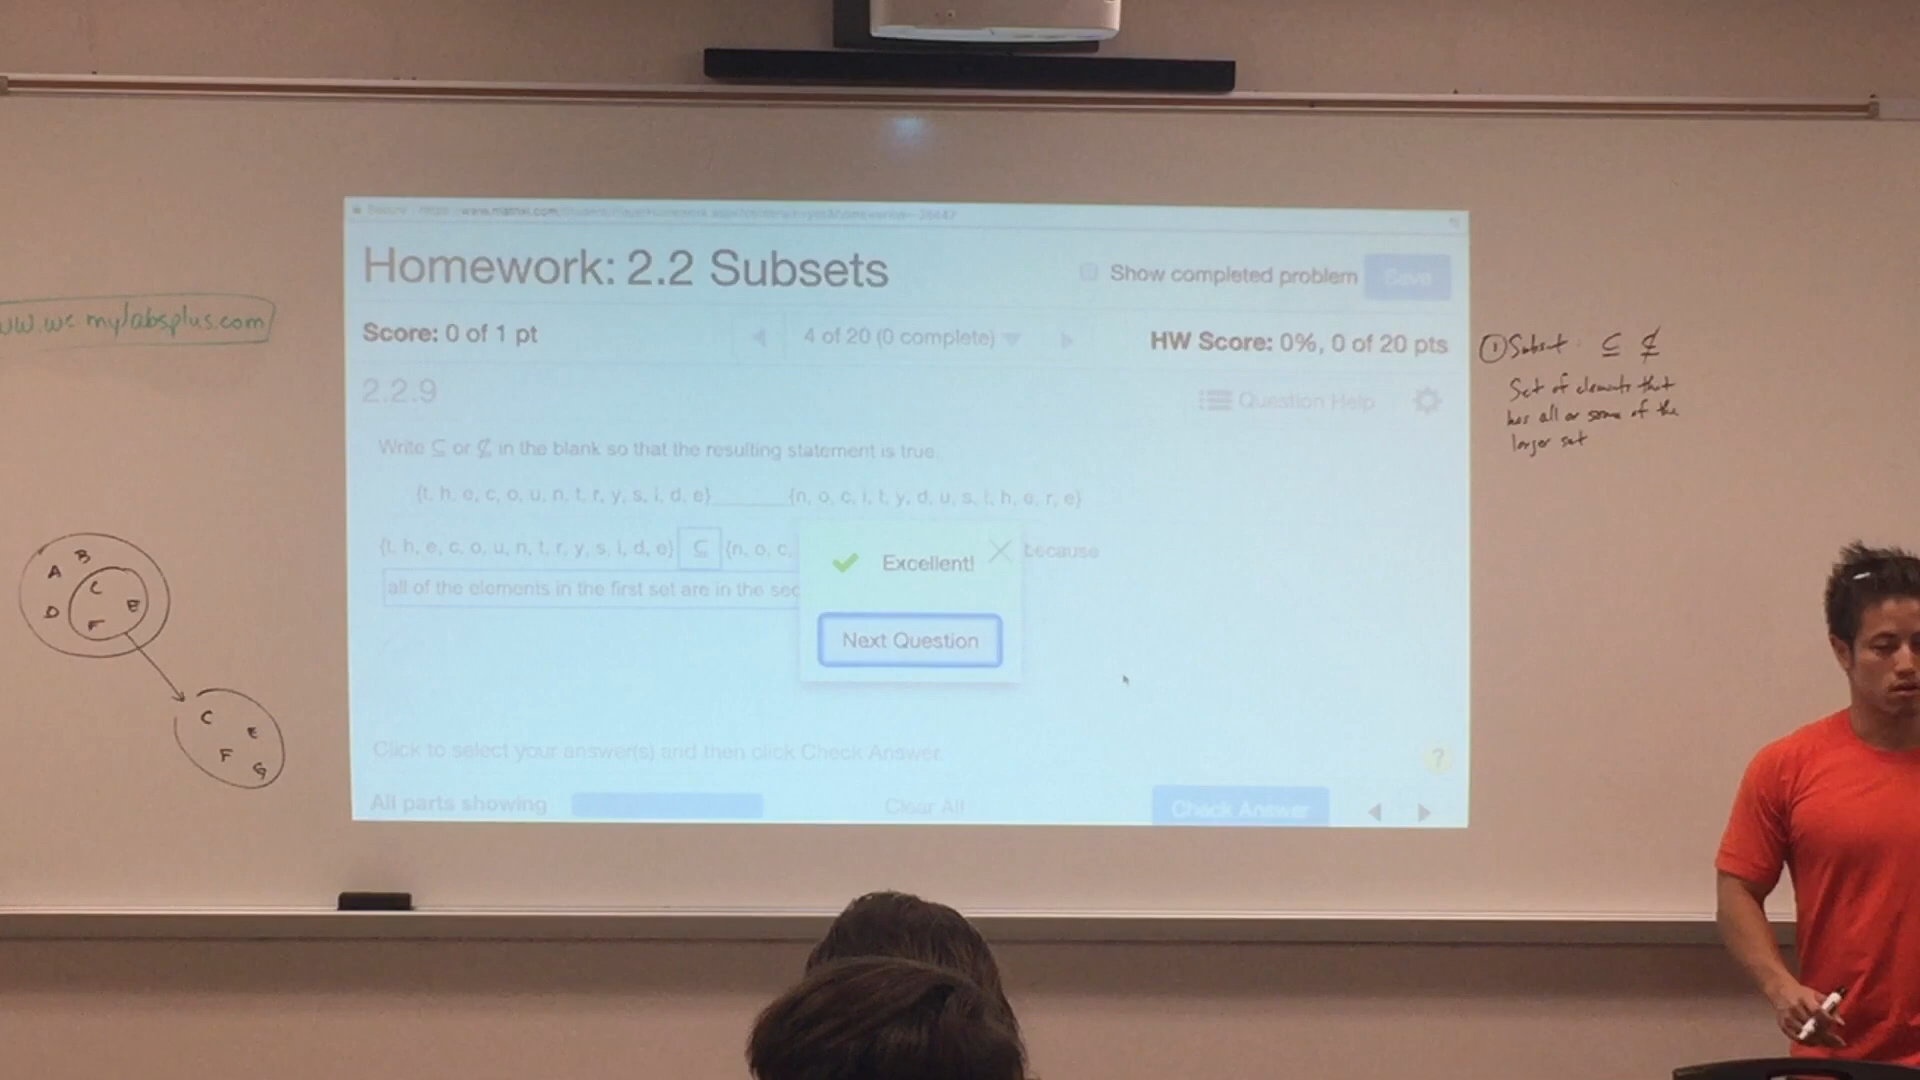 Homework: 2.2 Subsets
Show completed problem
Save
Score: 0 of 1 pt
4 of 20 (0 complete)
HW Score: 0%, 0 of 20 pts
2.2.9
Question Help
Write ⊆ or ⊄ in the blank so that the resulting statement is true.
{t, h, e, c, o, u, n, t, r, y, s, i, d, e} ______ {n, o, c, i, t, y, d, u, s, t, h, e, r, e}
{t, h, e, c, o, u, n, t, r, y, s, i, d, e} ⊆ {n, o, c, because
all of the elements in the first set are in the sec
Excellent!
Next Question
Click to select your answer(s) and then click Check Answer.
?
All parts showing
Clear All
Check Answer
www.wc.mylabsplus.com
A B
C
D E
F
C
E
F
G
① Subset: ⊆ ⊄
Set of elements that
has all or some of the
larger set